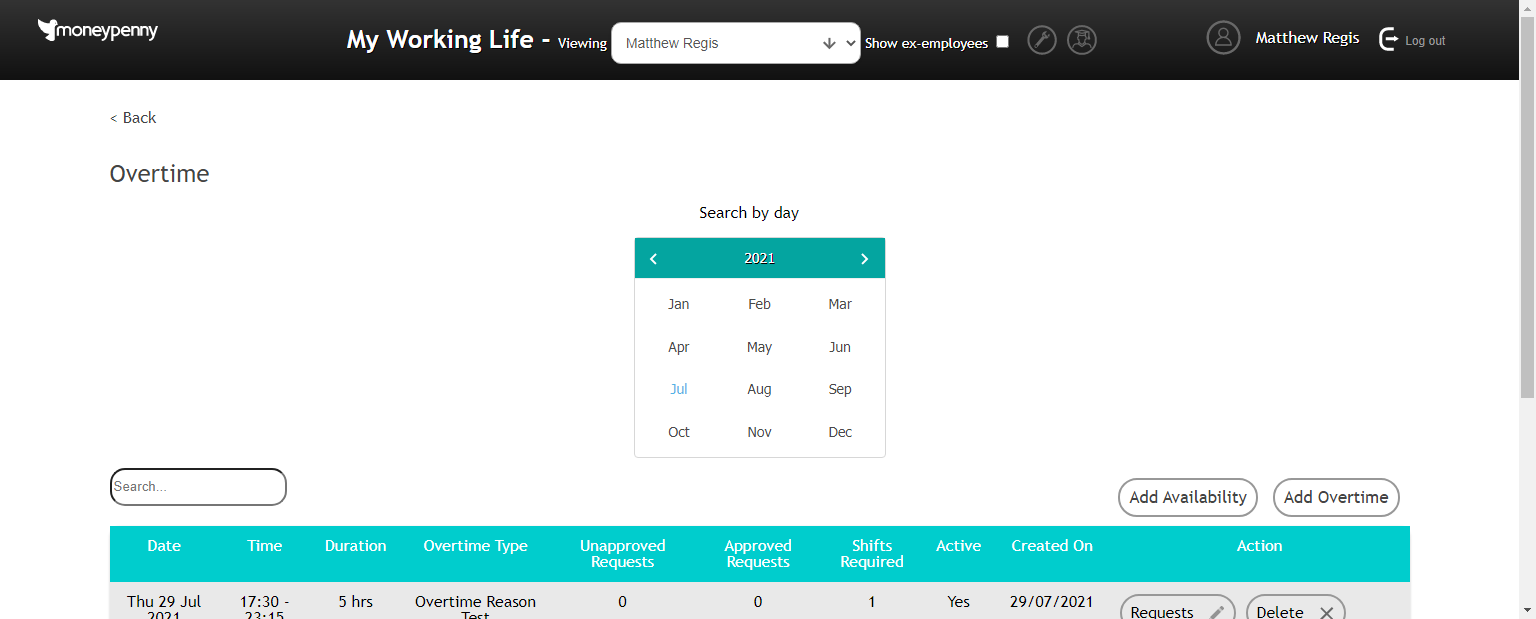 moneypenny
My Working Life - Viewing Matthew Regis Show ex-employees Matthew Regis Log out
< Back
Overtime
Search by day
2021
Jan Feb Mar
Apr May Jun
Jul Aug Sep
Oct Nov Dec
Search...
Add Availability Add Overtime
Date Time Duration Overtime Type Unapproved Approved Shifts Active Created On Action
Requests Requests Required
Thu 29 Jul 17:30 - 5 hrs Overtime Reason 0 0 1 Yes 29/07/2021
2021 23:15 Test Requests Delete